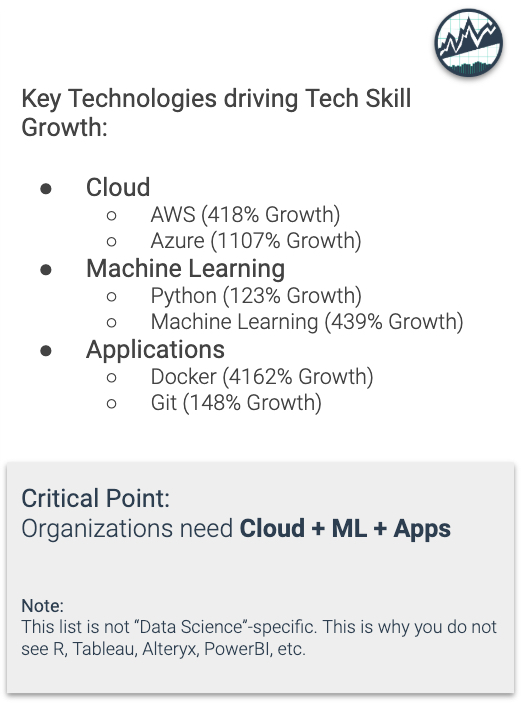 Key Technologies driving Tech Skill
Growth:
● Cloud
○ AWS (418% Growth)
○ Azure (1107% Growth)
● Machine Learning
○ Python (123% Growth)
○ Machine Learning (439% Growth)
● Applications
○ Docker (4162% Growth)
○ Git (148% Growth)
Critical Point:
Organizations need Cloud + ML + Apps
Note:
This list is not “Data Science”-specific. This is why you do not
see R, Tableau, Alteryx, PowerBI, etc.